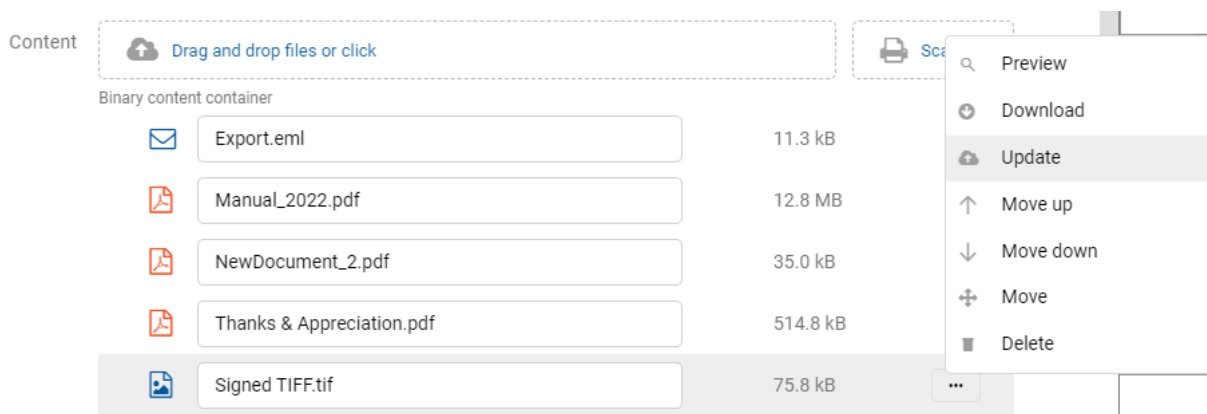 Content
Drag and drop files or click
Binary content container
Export.eml 11.3 kB
Manual_2022.pdf 12.8 MB
NewDocument_2.pdf 35.0 kB
Thanks & Appreciation.pdf 514.8 kB
Signed TIFF.tif 75.8 kB
Preview
Download
Update
Move up
Move down
Move
Delete